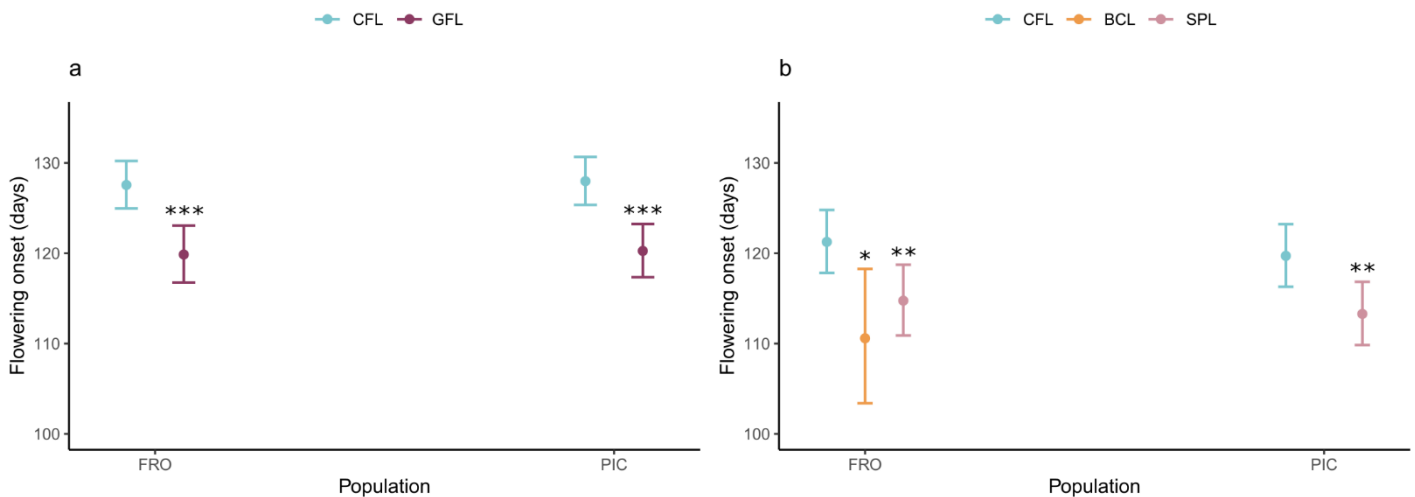 CFL GFL
a
Flowering onset (days)
130
120
110
100
***
***
FRO PIC
Population
CFL BCL SPL
b
Flowering onset (days)
130
120
110
100
*
**
**
FRO PIC
Population